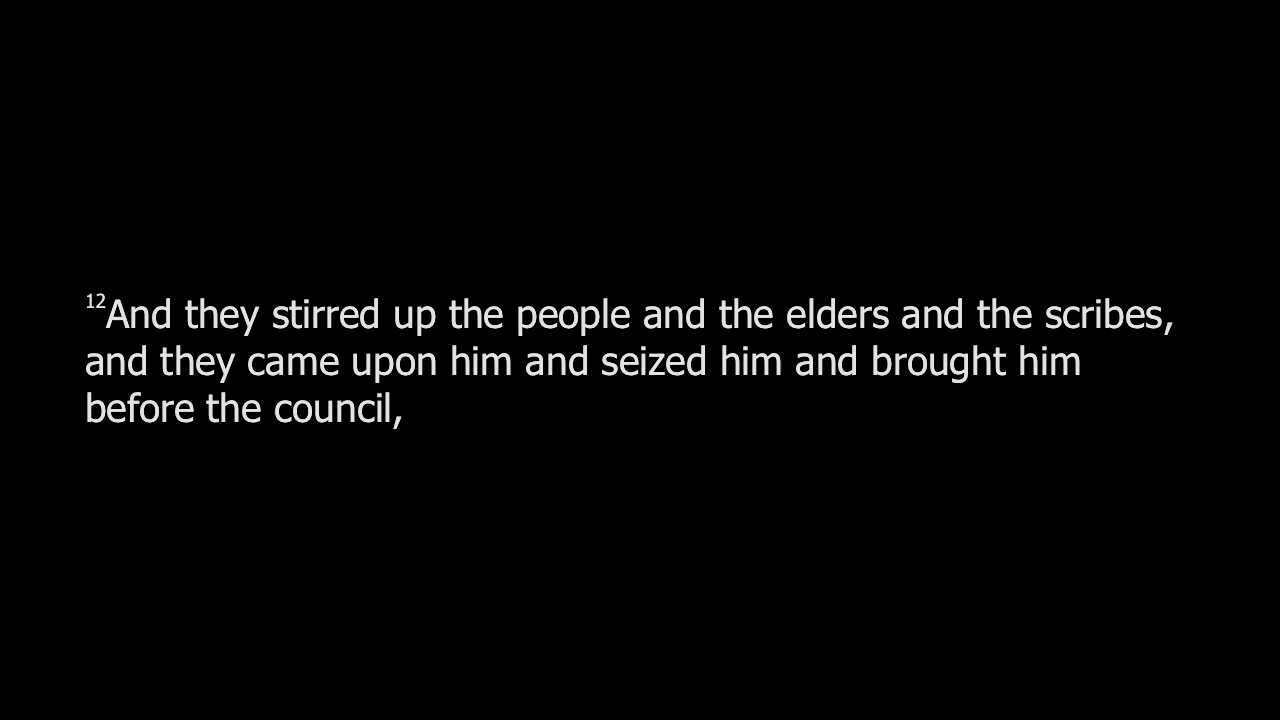 12And they stirred up the people and the elders and the scribes,
and they came upon him and seized him and brought him
before the council,